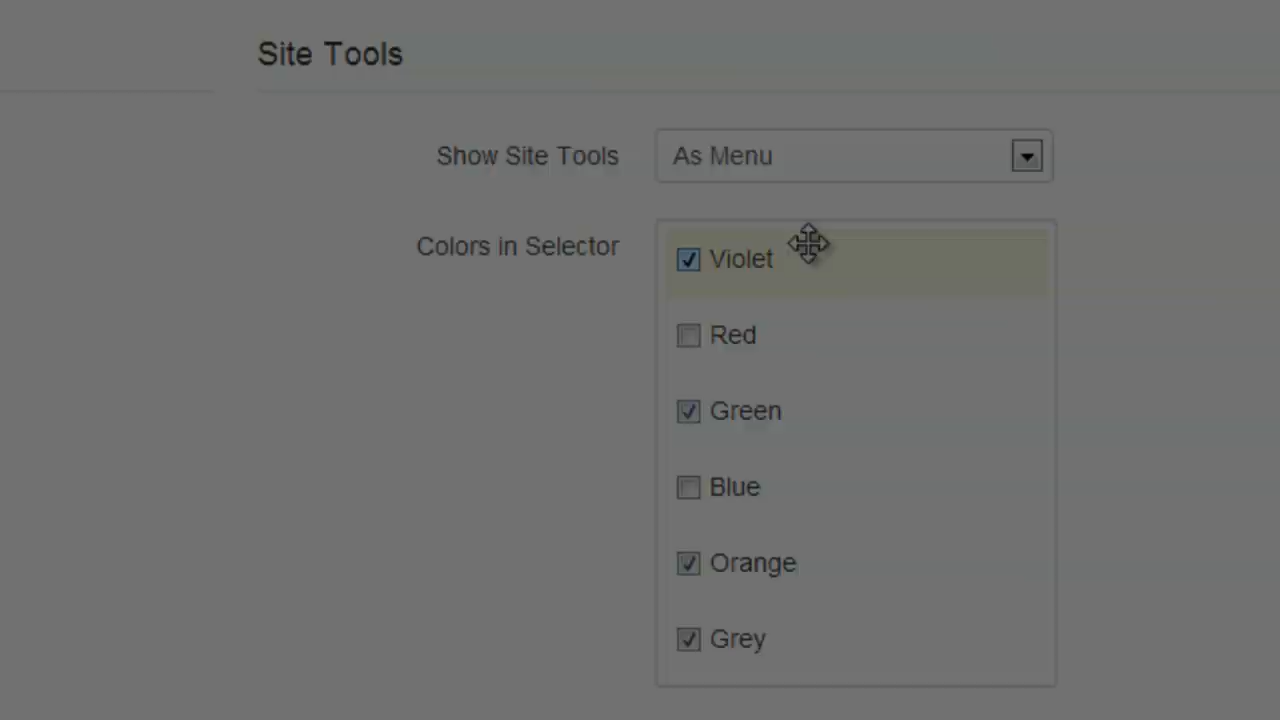 Site Tools
Show Site Tools As Menu
Colors in Selector Violet
Red
Green
Blue
Orange
Grey